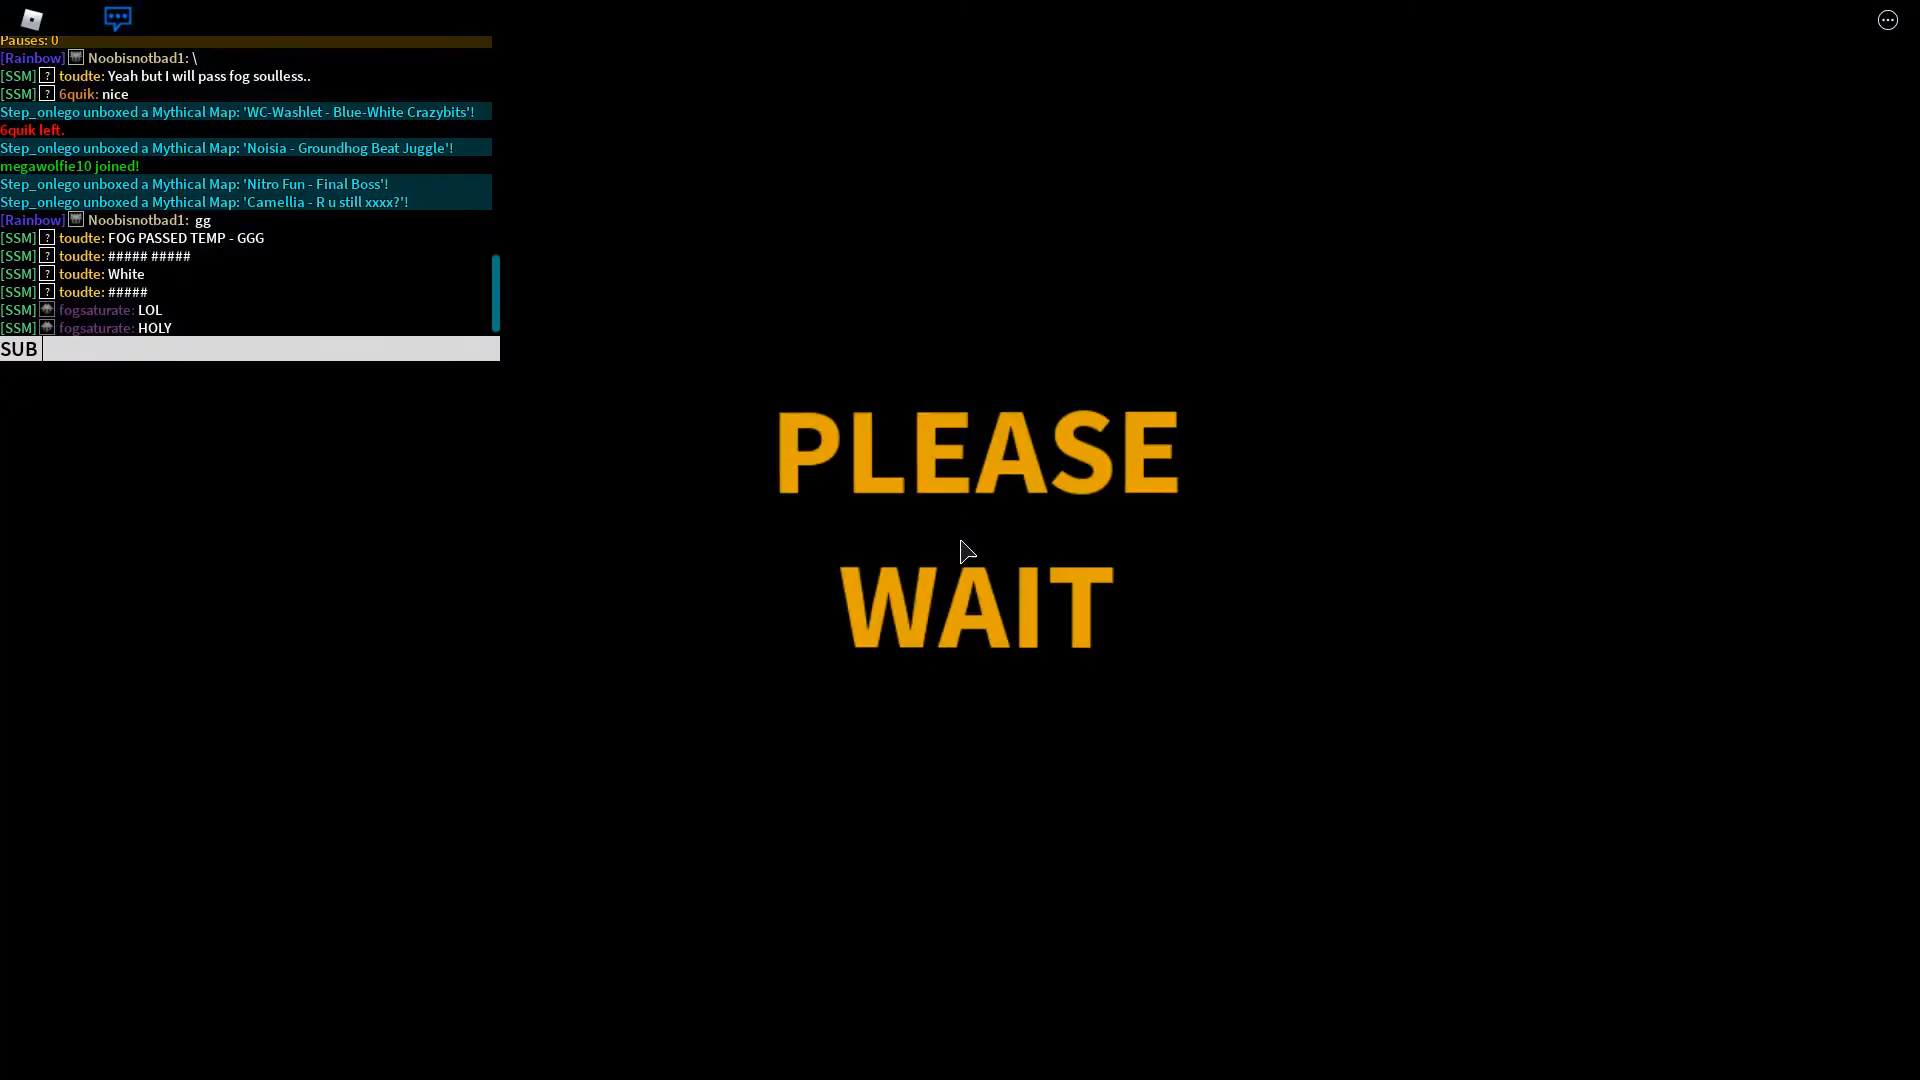 Pauses: 0
[Rainbow] Noobisnotbad1: \
[SSM] ? toudte: Yeah but I will pass fog soulless..
[SSM] ? 6quik: nice
Step_onlego unboxed a Mythical Map: 'WC-Washlet - Blue-White Crazybits'!
6quik left.
Step_onlego unboxed a Mythical Map: 'Noisia - Groundhog Beat Juggle'!
megawolfie10 joined!
Step_onlego unboxed a Mythical Map: 'Nitro Fun - Final Boss'!
Step_onlego unboxed a Mythical Map: 'Camellia - R u still xxxx?'!
[Rainbow] Noobisnotbad1: gg
[SSM] ? toudte: FOG PASSED TEMP - GGG
[SSM] ? toudte: ##### #####
[SSM] ? toudte: White
[SSM] ? toudte: #####
[SSM] fogsaturate: LOL
[SSM] fogsaturate: HOLY
SUB
PLEASE
WAIT